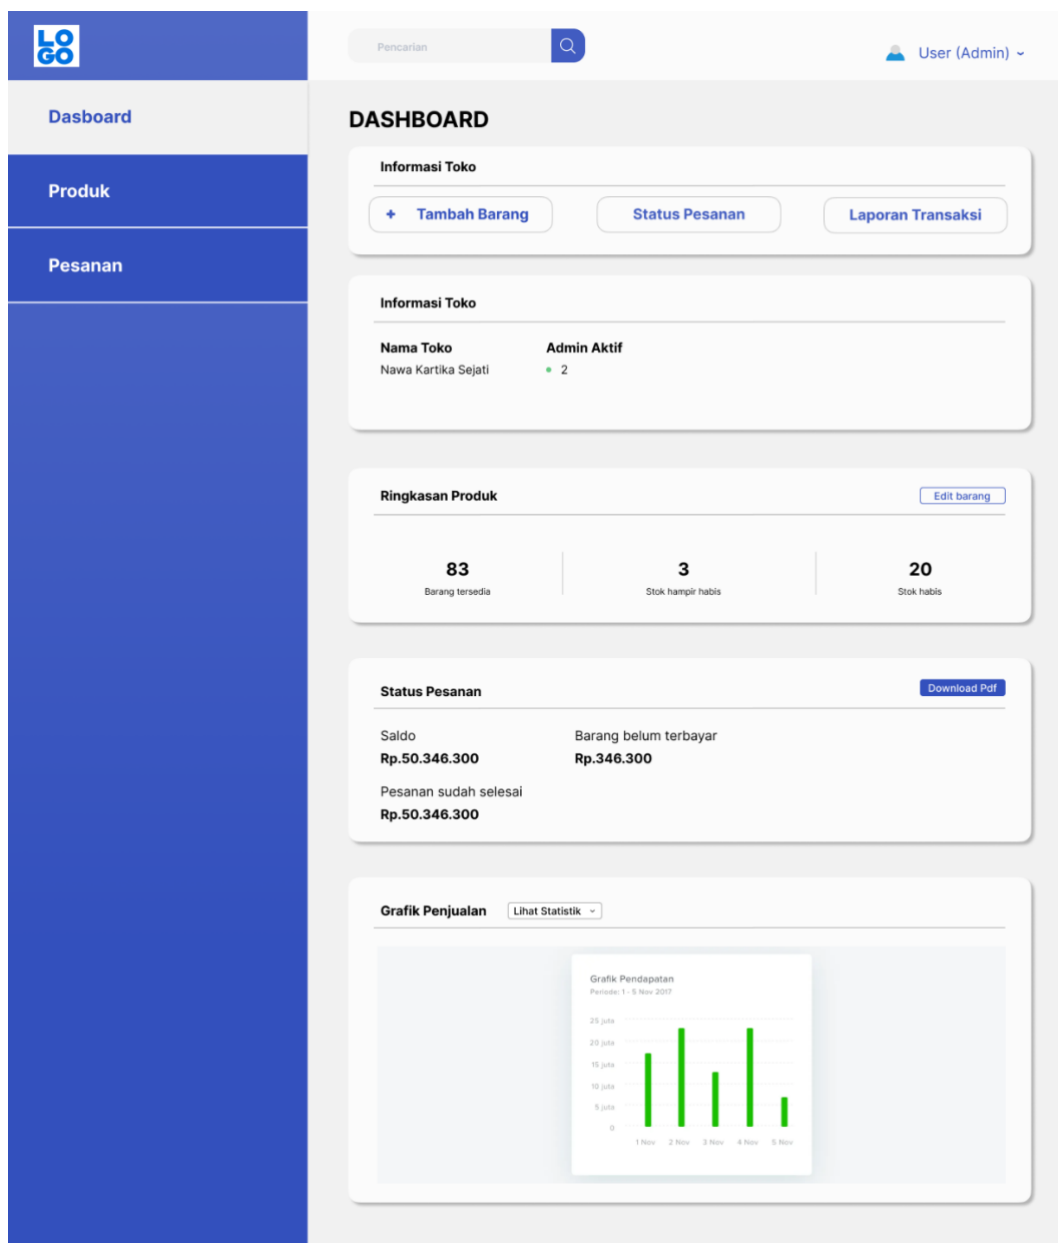 LO
GO
Pencarian
User (Admin)
Dasboard
Produk
Pesanan
DASHBOARD
Informasi Toko
+ Tambah Barang
Status Pesanan
Laporan Transaksi
Informasi Toko
Nama Toko
Admin Aktif
Nawa Kartika Sejati
2
Ringkasan Produk
Edit barang
83
3
20
Barang tersedia
Stok hampir habis
Stok habis
Status Pesanan
Download Pdf
Saldo
Barang belum terbayar
Rp.50.346.300
Rp.346.300
Pesanan sudah selesai
Rp.50.346.300
Grafik Penjualan
Lihat Statistik
Grafik Pendapatan
Periode: 1 - 5 Nov 2017
25 juta
20 juta
15 juta
10 juta
5 juta
0
1 Nov
2 Nov
3 Nov
4 Nov
5 Nov